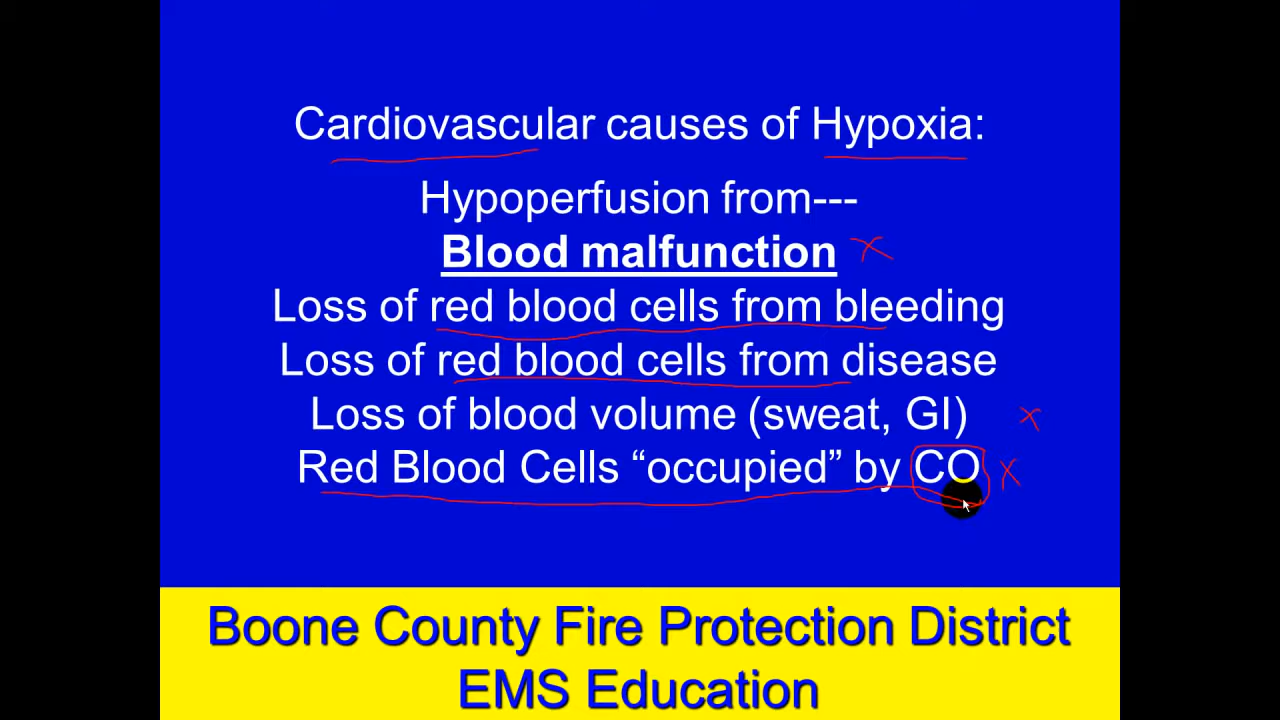 Cardiovascular causes of Hypoxia:
Hypoperfusion from---
Blood malfunction
Loss of red blood cells from bleeding
Loss of red blood cells from disease
Loss of blood volume (sweat, GI)
Red Blood Cells “occupied” by CO
Boone County Fire Protection District
EMS Education